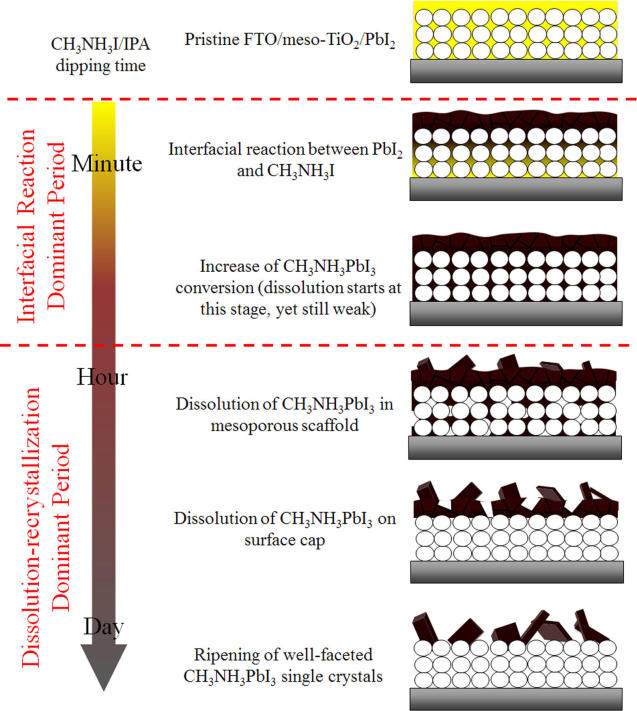 CH₃NH₃I/IPA
dipping time
Pristine FTO/meso-TiO₂/PbI₂
Interfacial Reaction
Dominant Period
Minute
Interfacial reaction between PbI₂
and CH₃NH₃I
Increase of CH₃NH₃PbI₃
conversion (dissolution starts at
this stage, yet still weak)
Dissolution-recrystallization
Dominant Period
Hour
Dissolution of CH₃NH₃PbI₃ in
mesoporous scaffold
Dissolution of CH₃NH₃PbI₃ on
surface cap
Day
Ripening of well-faceted
CH₃NH₃PbI₃ single crystals